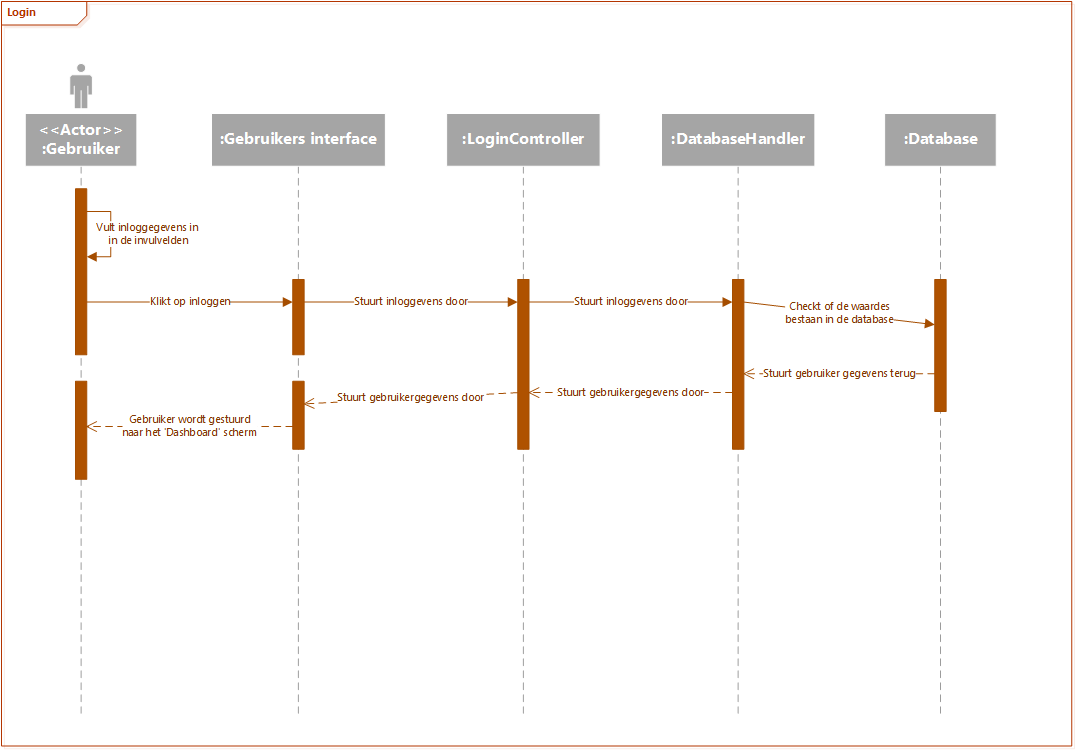 Login
<<Actor>>
:Gebruiker
:Gebruikers interface
:LoginController
:DatabaseHandler
:Database
Vult inloggegevens in
in de invulvelden
Klikt op inloggen
Stuurt inloggevens door
Stuurt inloggevens door
Checkt of de waardes
bestaan in de database
Stuurt gebruiker gegevens terug
Stuurt gebruikergegevens door
Stuurt gebruikergegevens door
Gebruiker wordt gestuurd
naar het 'Dashboard' scherm